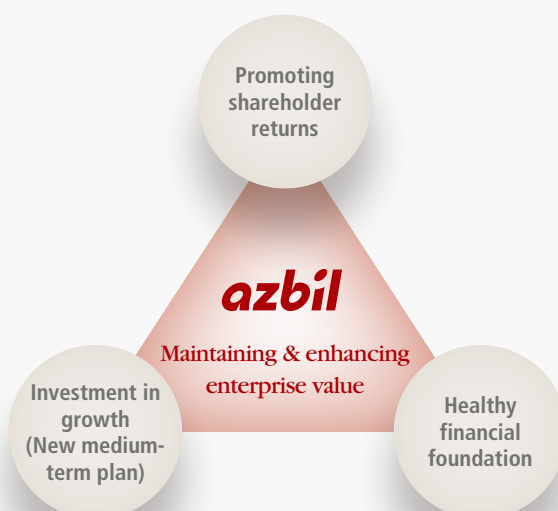 Promoting
shareholder
returns
azbil
Maintaining & enhancing
enterprise value
Investment in
growth
(New medium-
term plan)
Healthy
financial
foundation